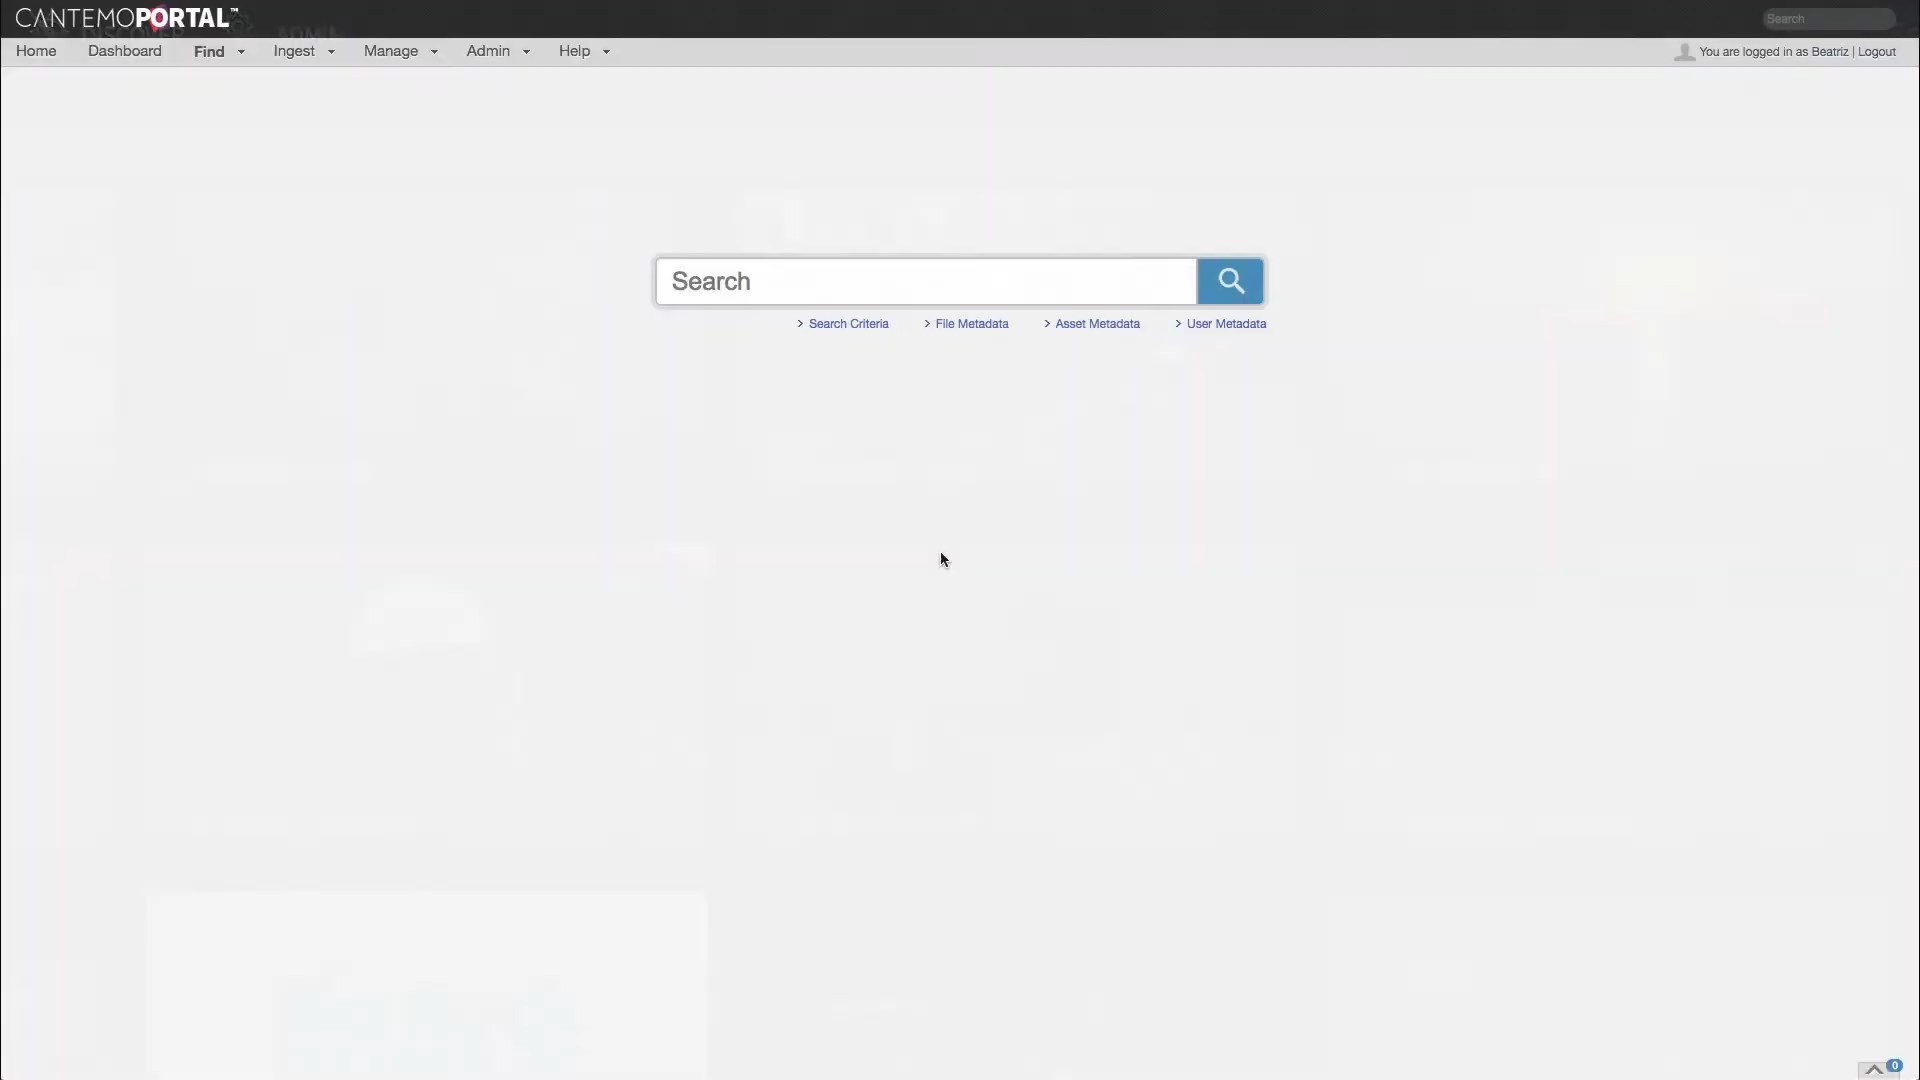 CANTEMOPORTAL™
Search
Home Dashboard Find Ingest Manage Admin Help
You are logged in as Beatriz | Logout
Search
> Search Criteria > File Metadata > Asset Metadata > User Metadata
0